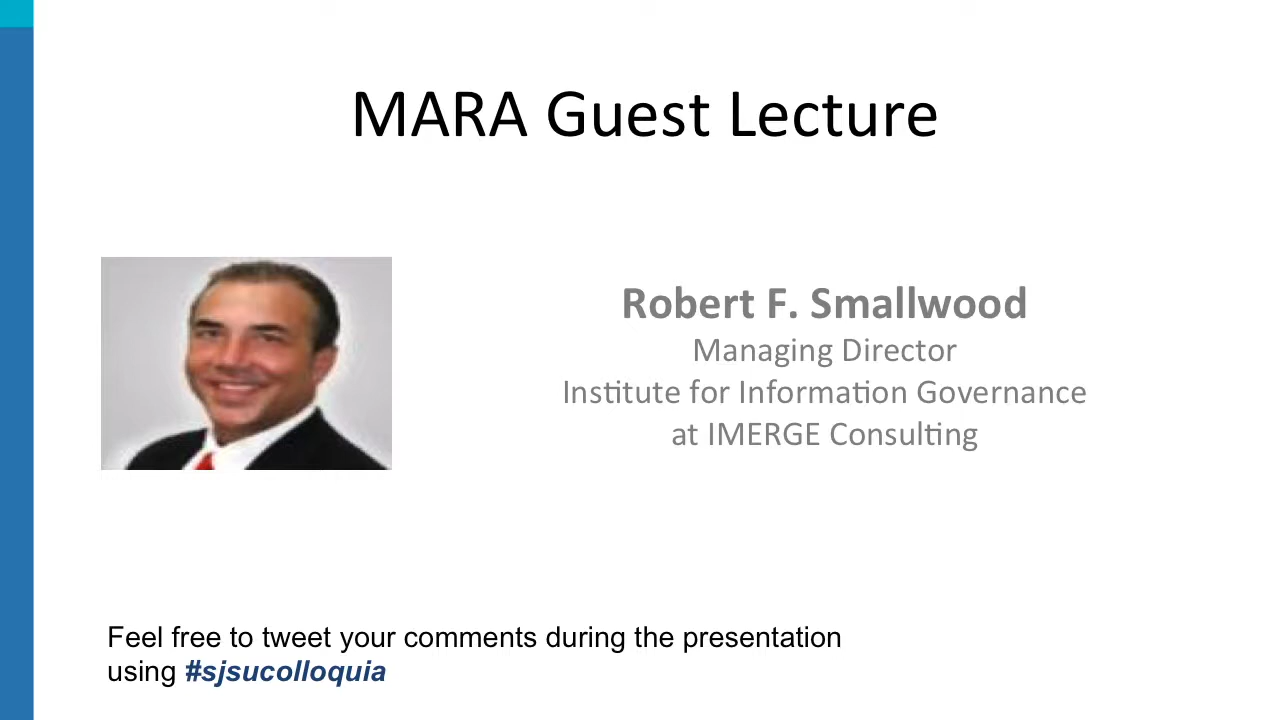 MARA Guest Lecture
Robert F. Smallwood
Managing Director
Institute for Information Governance
at IMERGE Consulting
Feel free to tweet your comments during the presentation
using #sjsucolloquia